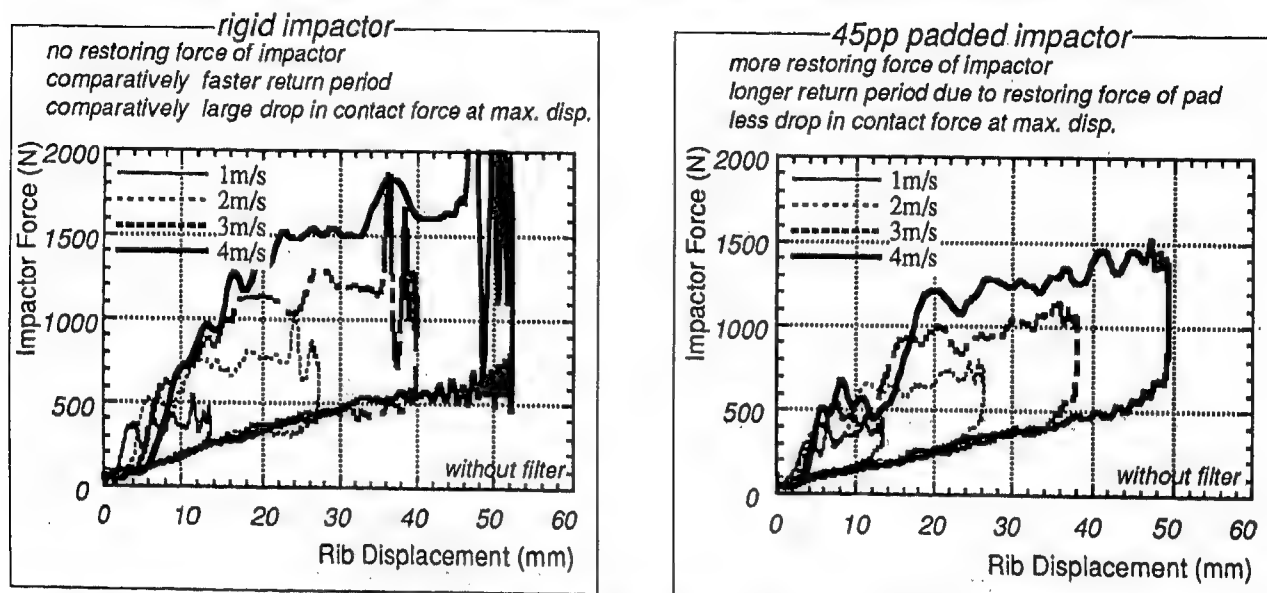 rigid impactor
no restoring force of impactor
comparatively faster return period
comparatively large drop in contact force at max. disp.
2000
1500
1000
500
0
Impactor Force (N)
1m/s
2m/s
3m/s
4m/s
without filter
0 10 20 30 40 50 60
Rib Displacement (mm)
45pp padded impactor
more restoring force of impactor
longer return period due to restoring force of pad
less drop in contact force at max. disp.
2000
1500
1000
500
0
Impactor Force (N)
1m/s
2m/s
3m/s
4m/s
without filter
0 10 20 30 40 50 60
Rib Displacement (mm)